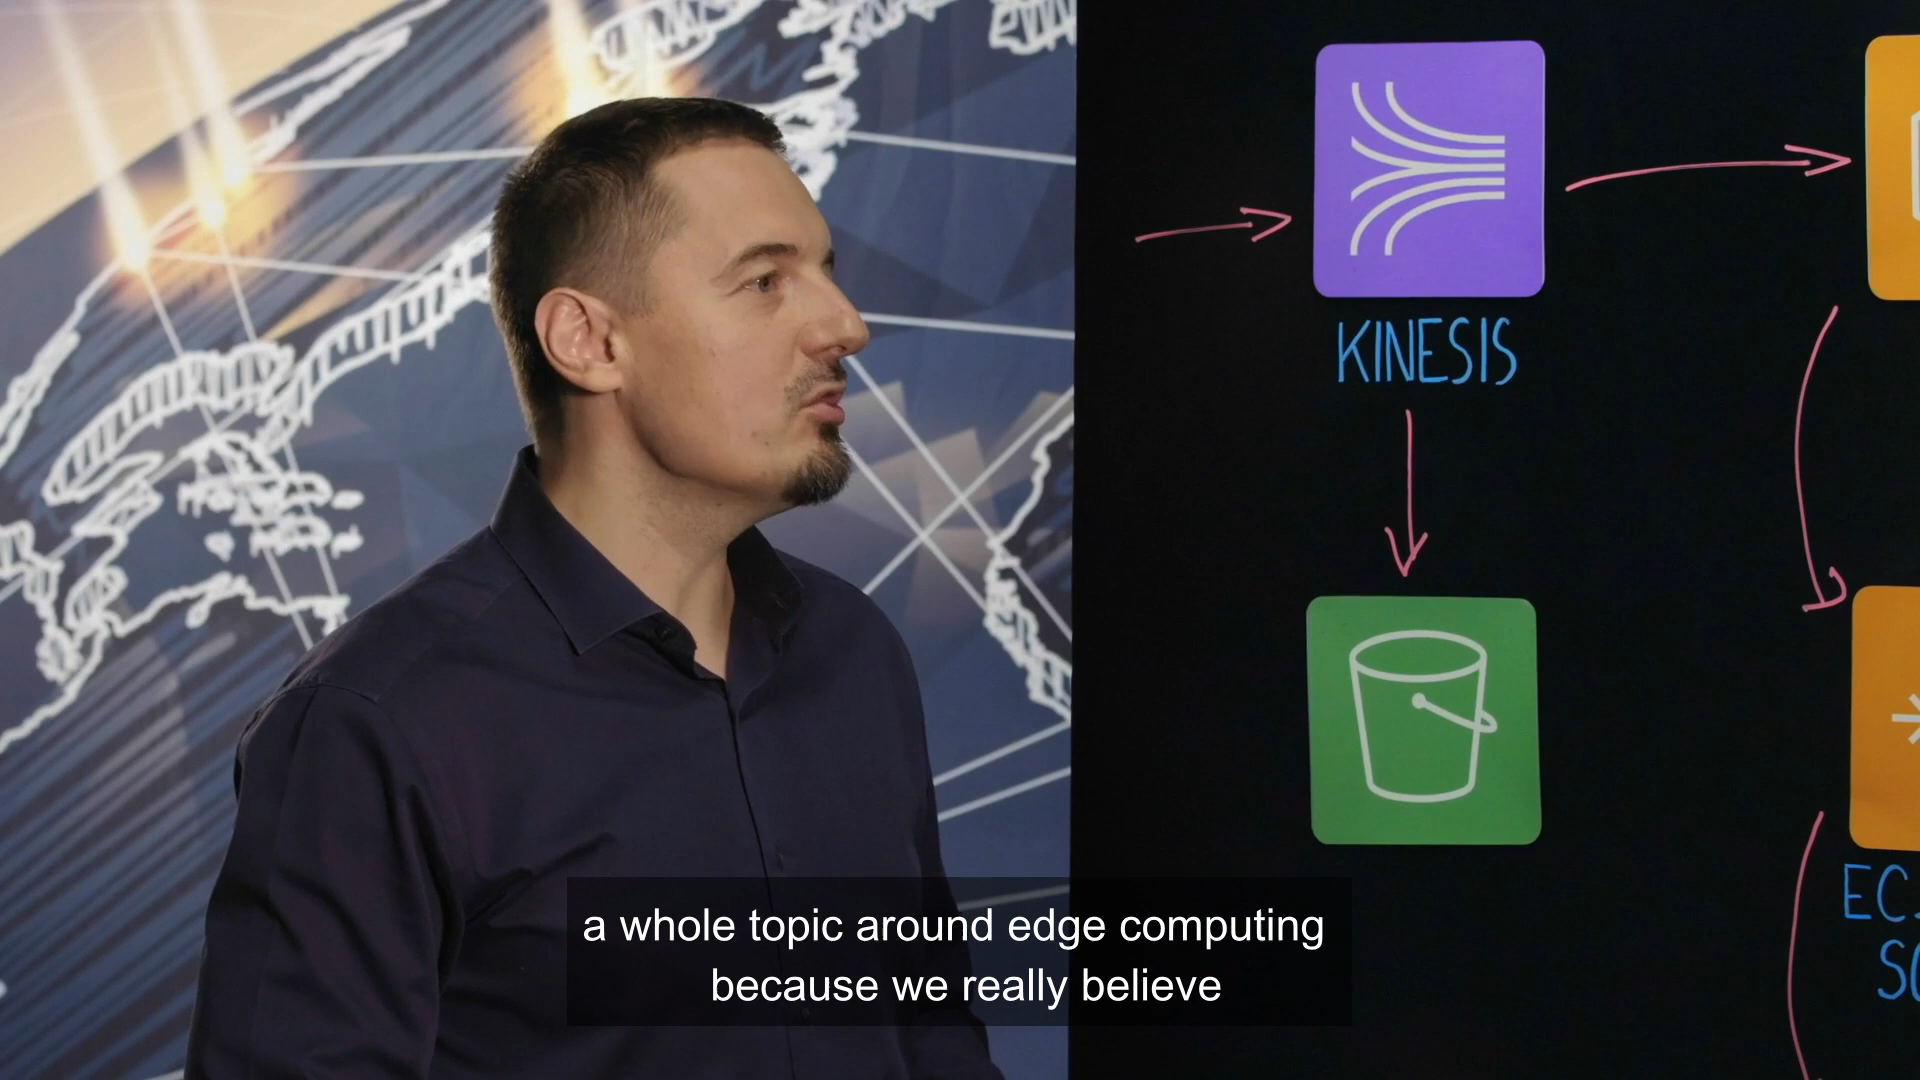 KINESIS
a whole topic around edge computing
because we really believe